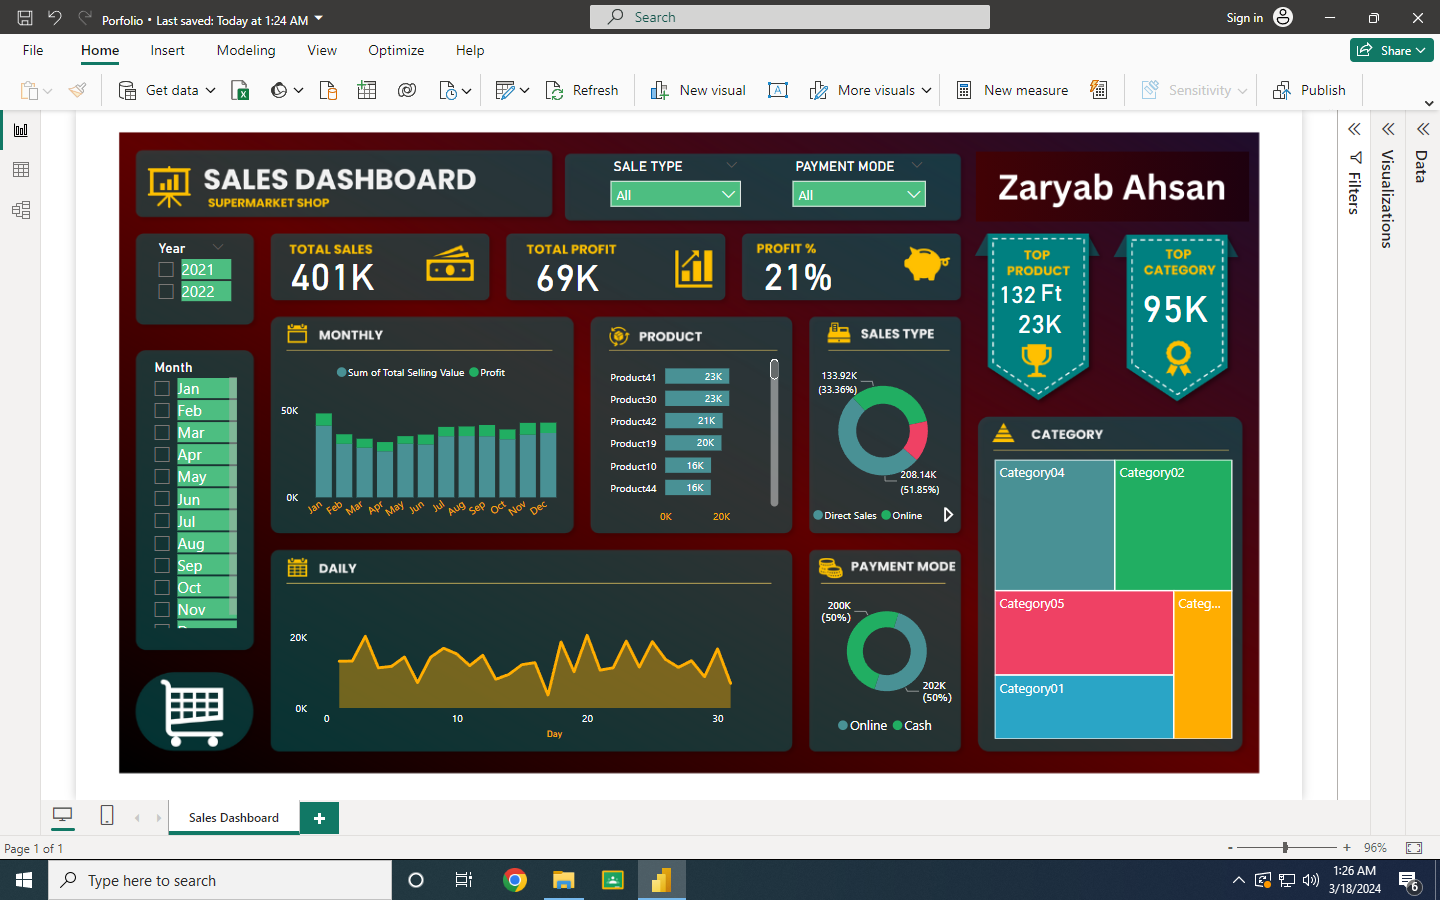 Porfolio • Last saved: Today at 1:24 AM
Search
Sign in
File
Home
Insert
Modeling
View
Optimize
Help
Share
Get data
Refresh
New visual
A
More visuals
New measure
Sensitivity
Publish
SALES DASHBOARD
SUPERMARKET SHOP
SALE TYPE
All
PAYMENT MODE
All
Zaryab Ahsan
Filters
Visualizations
Data
Year
2021
2022
TOTAL SALES
401K
TOTAL PROFIT
69K
PROFIT %
21%
TOP
PRODUCT
132 Ft
23K
TOP
CATEGORY
95K
Month
Jan
Feb
Mar
Apr
May
Jun
Jul
Aug
Sep
Oct
Nov
MONTHLY
Sum of Total Selling Value
Profit
50K
0K
Jan
Feb
Mar
Apr
May
Jun
Jul
Aug
Sep
Oct
Nov
Dec
PRODUCT
Product41 23K
Product30 23K
Product42 21K
Product19 20K
Product10 16K
Product44 16K
0K 20K
SALES TYPE
133.92K
(33.36%)
208.14K
(51.85%)
Direct Sales
Online
CATEGORY
Category04
Category02
Category05
Categ...
Category01
DAILY
20K
0K
0 10 20 30
Day
PAYMENT MODE
200K
(50%)
202K
(50%)
Online
Cash
Sales Dashboard
Page 1 of 1
- + 96%
Type here to search
1:26 AM
3/18/2024
6